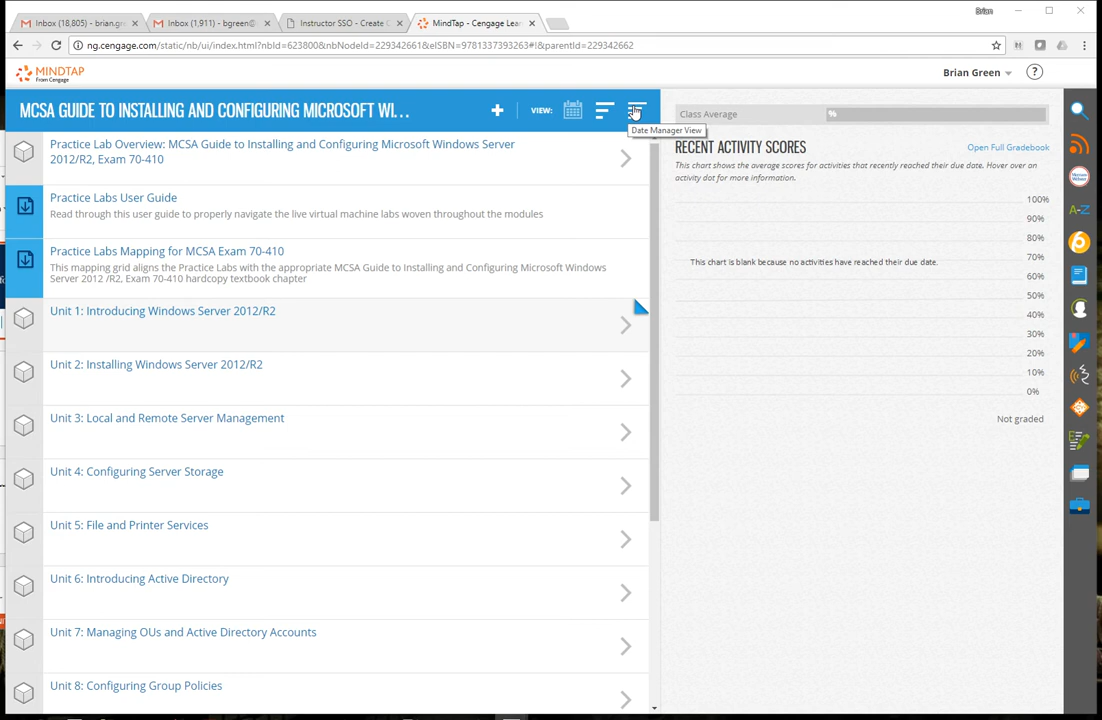 Brian
Inbox (18,805) - brian.gr
Inbox (1,911) - bgreen@
Instructor SSO - Create C
MindTap - Cengage Lear
ng.cengage.com/static/nb/ui/index.html?nbId=623800&nbNodeId=229342661&eISBN=9781337393263#!&parentId=229342662
MINDTAP
From Cengage
Brian Green
?
MCSA GUIDE TO INSTALLING AND CONFIGURING MICROSOFT WI...
VIEW:
Date Manager View
Practice Lab Overview: MCSA Guide to Installing and Configuring Microsoft Windows Server
2012/R2, Exam 70-410
Practice Labs User Guide
Read through this user guide to properly navigate the live virtual machine labs woven throughout the modules
Practice Labs Mapping for MCSA Exam 70-410
This mapping grid aligns the Practice Labs with the appropriate MCSA Guide to Installing and Configuring Microsoft Windows
Server 2012 /R2, Exam 70-410 hardcopy textbook chapter
Unit 1: Introducing Windows Server 2012/R2
Unit 2: Installing Windows Server 2012/R2
Unit 3: Local and Remote Server Management
Unit 4: Configuring Server Storage
Unit 5: File and Printer Services
Unit 6: Introducing Active Directory
Unit 7: Managing OUs and Active Directory Accounts
Unit 8: Configuring Group Policies
Class Average
%
RECENT ACTIVITY SCORES
Open Full Gradebook
This chart shows the average scores for activities that recently reached their due date. Hover over an
activity dot for more information.
100%
90%
80%
70%
This chart is blank because no activities have reached their due date.
60%
50%
40%
30%
20%
10%
0%
Not graded
A-Z